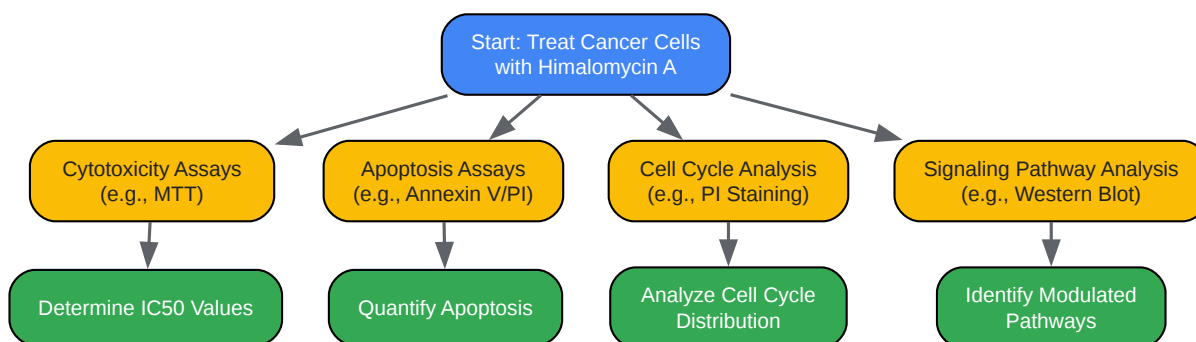 Start: Treat Cancer Cells
with Himalomycin A
Cytotoxicity Assays
(e.g., MTT)
Apoptosis Assays
(e.g., Annexin V/PI)
Cell Cycle Analysis
(e.g., PI Staining)
Signaling Pathway Analysis
(e.g., Western Blot)
Determine IC50 Values
Quantify Apoptosis
Analyze Cell Cycle
Distribution
Identify Modulated
Pathways